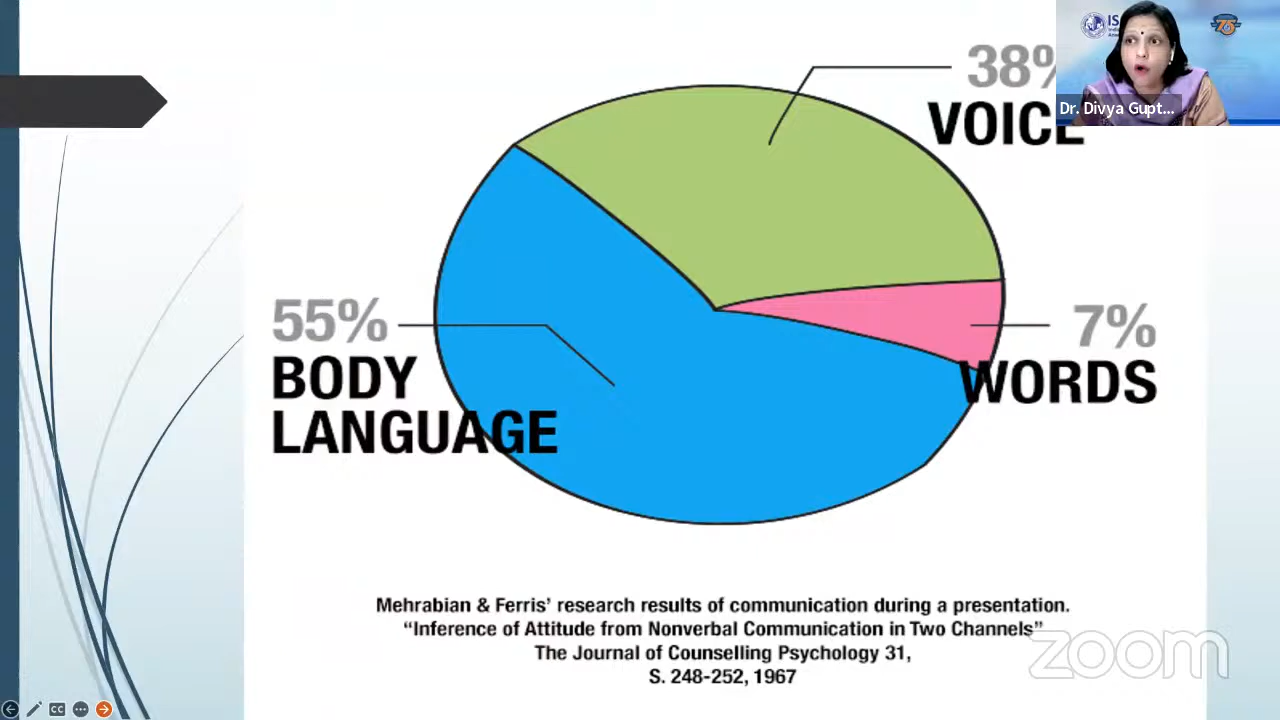 38%
VOICE
Dr. Divya Gupt...
55%
BODY
LANGUAGE
7%
WORDS
Mehrabian & Ferris' research results of communication during a presentation.
“Inference of Attitude from Nonverbal Communication in Two Channels”
The Journal of Counselling Psychology 31,
S. 248-252, 1967
zoom
CC